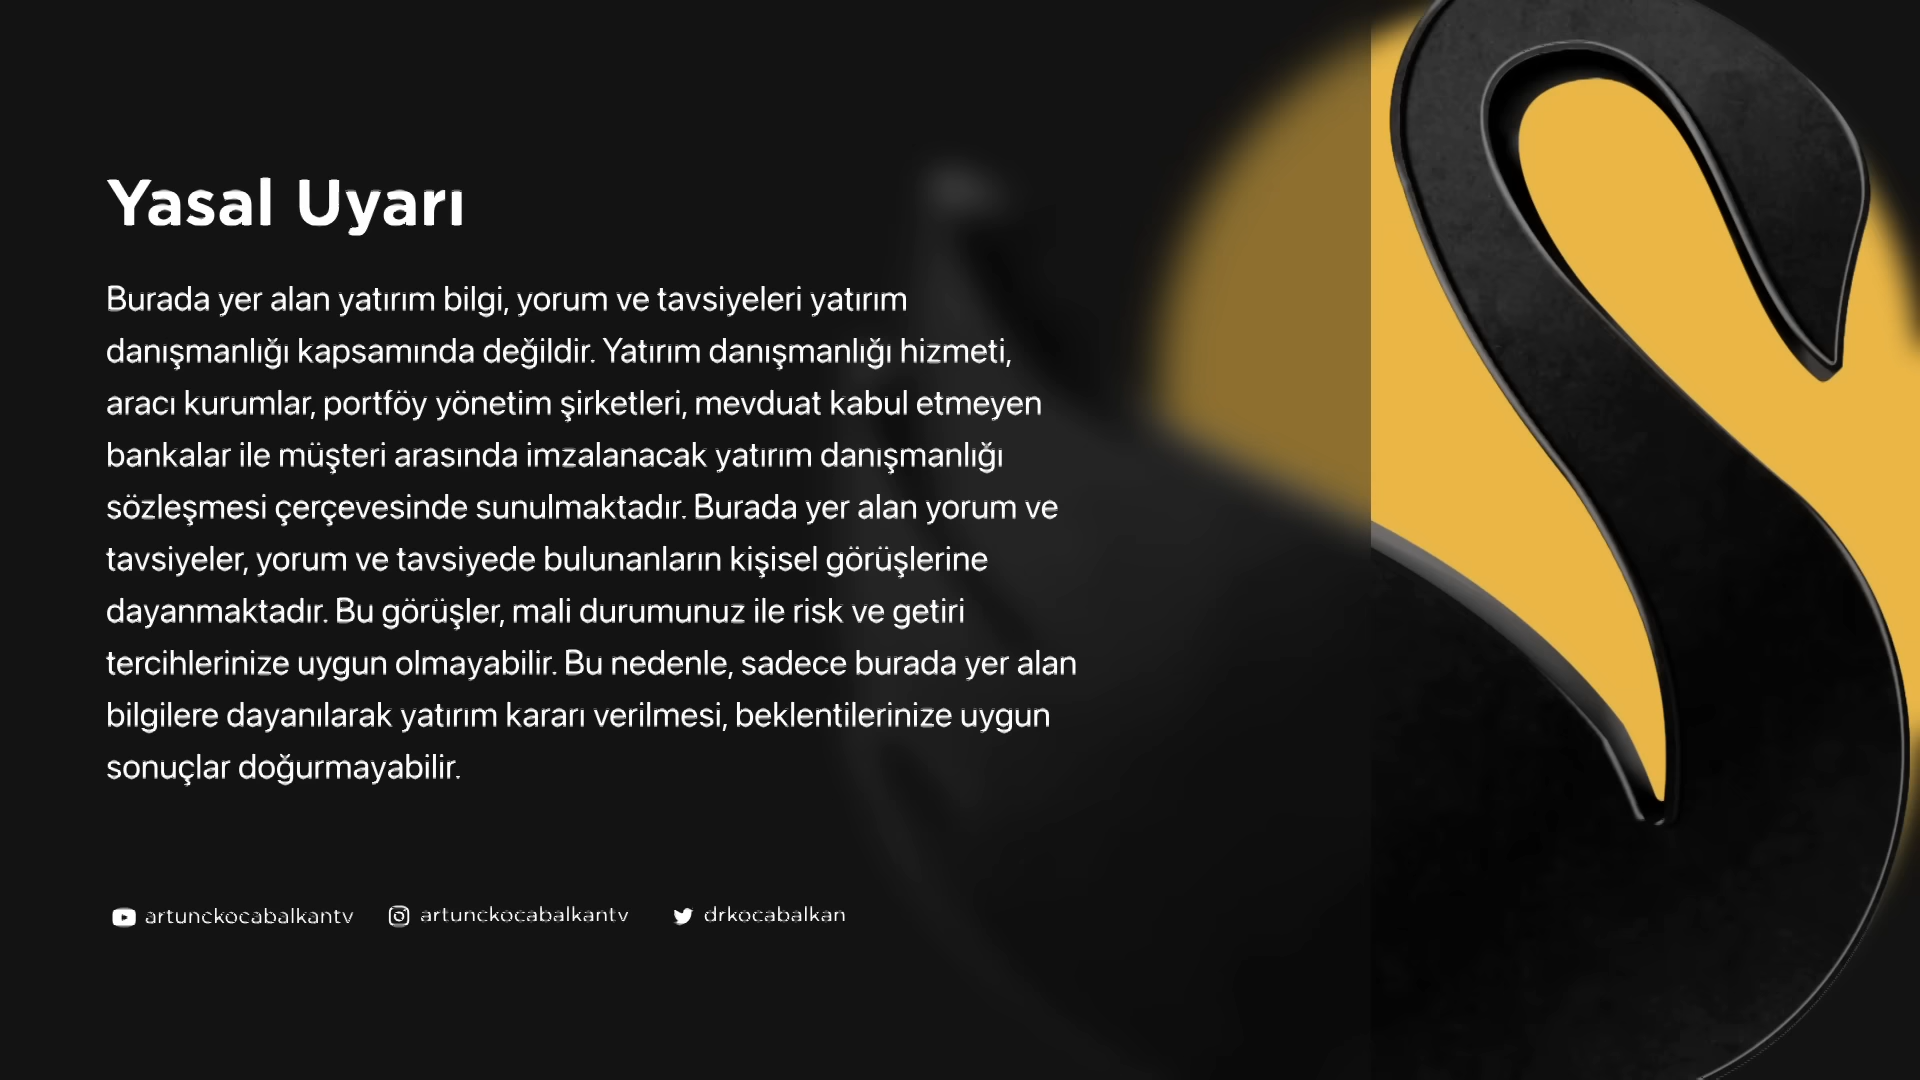 Yasal Uyarı
Burada yer alan yatırım bilgi, yorum ve tavsiyeleri yatırım
danışmanlığı kapsamında değildir. Yatırım danışmanlığı hizmeti,
aracı kurumlar, portföy yönetim şirketleri, mevduat kabul etmeyen
bankalar ile müşteri arasında imzalanacak yatırım danışmanlığı
sözleşmesi çerçevesinde sunulmaktadır. Burada yer alan yorum ve
tavsiyeler, yorum ve tavsiyede bulunanların kişisel görüşlerine
dayanmaktadır. Bu görüşler, mali durumunuz ile risk ve getiri
tercihlerinize uygun olmayabilir. Bu nedenle, sadece burada yer alan
bilgilere dayanılarak yatırım kararı verilmesi, beklentilerinize uygun
sonuçlar doğurmayabilir.
artunckocabalkantv artunckocabalkantv drkocabalkan